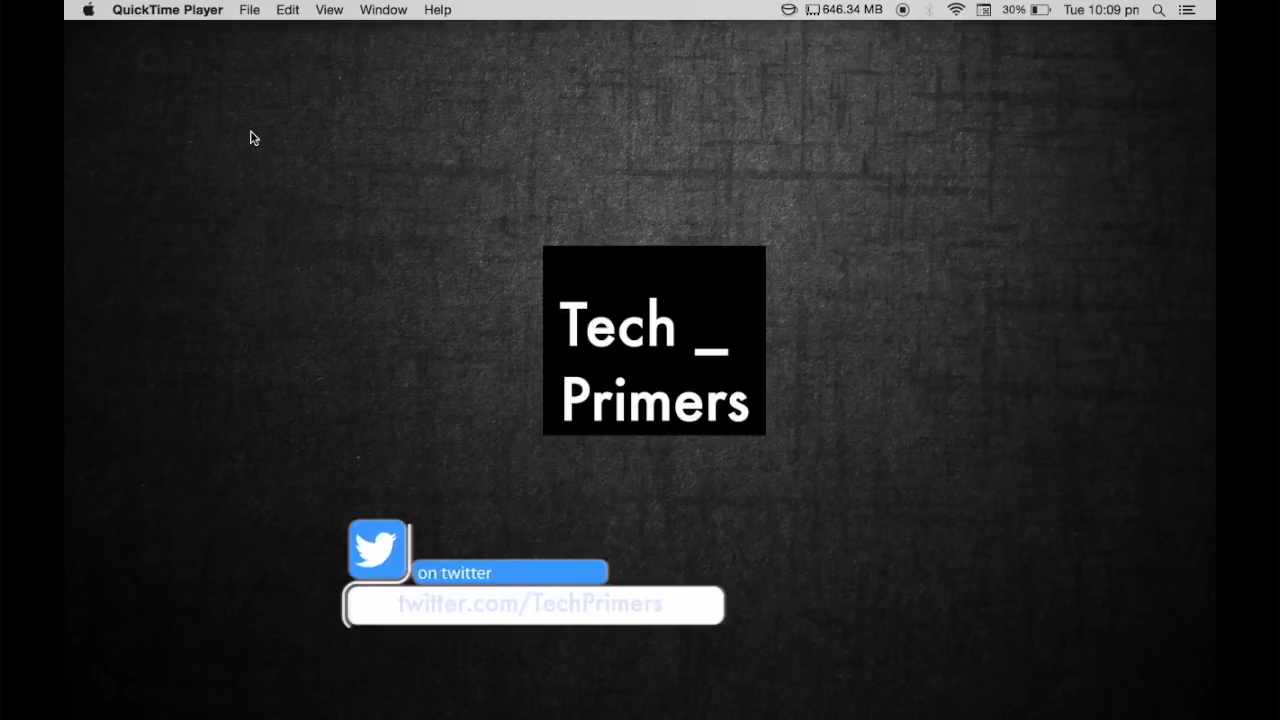 QuickTime Player File Edit View Window Help 646.34 MB 30% Tue 10:09 pm
Tech _
Primers
on twitter
twitter.com/TechPrimers